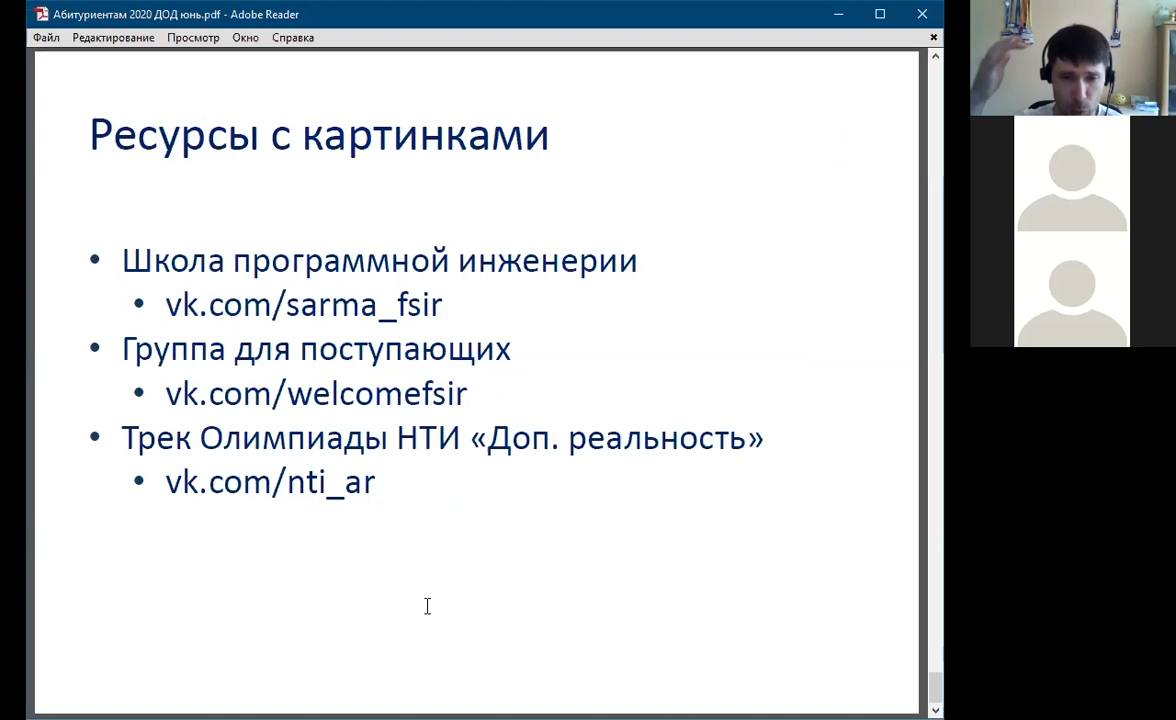 Абитуриентам 2020 ДОД юнь.pdf - Adobe Reader
Файл Редактирование Просмотр Окно Справка
Ресурсы с картинками
• Школа программной инженерии
• vk.com/sarma_fsir
• Группа для поступающих
• vk.com/welcomefsir
• Трек Олимпиады НТИ «Доп. реальность»
• vk.com/nti_ar